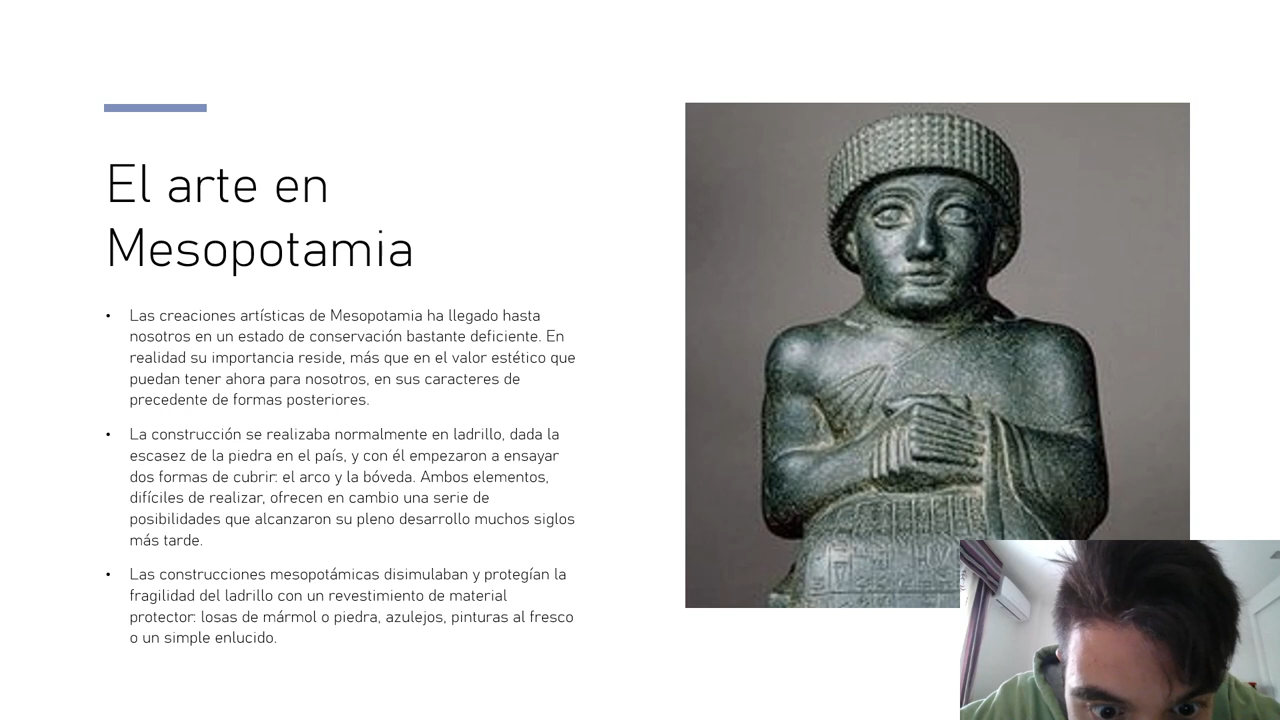 El arte en
Mesopotamia
• Las creaciones artísticas de Mesopotamia ha llegado hasta
nosotros en un estado de conservación bastante deficiente. En
realidad su importancia reside, más que en el valor estético que
puedan tener ahora para nosotros, en sus caracteres de
precedente de formas posteriores.
• La construcción se realizaba normalmente en ladrillo, dada la
escasez de la piedra en el país, y con él empezaron a ensayar
dos formas de cubrir: el arco y la bóveda. Ambos elementos,
difíciles de realizar, ofrecen en cambio una serie de
posibilidades que alcanzaron su pleno desarrollo muchos siglos
más tarde.
• Las construcciones mesopotámicas disimulaban y protegían la
fragilidad del ladrillo con un revestimiento de material
protector: losas de mármol o piedra, azulejos, pinturas al fresco
o un simple enlucido.